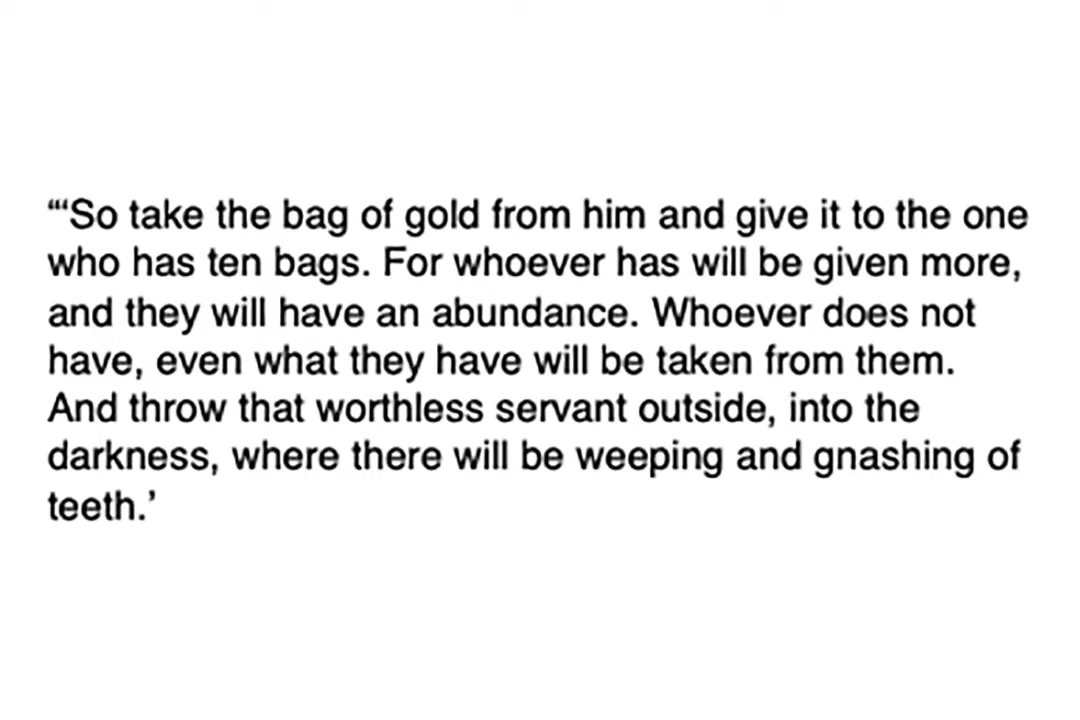 “‘So take the bag of gold from him and give it to the one
who has ten bags. For whoever has will be given more,
and they will have an abundance. Whoever does not
have, even what they have will be taken from them.
And throw that worthless servant outside, into the
darkness, where there will be weeping and gnashing of
teeth.’